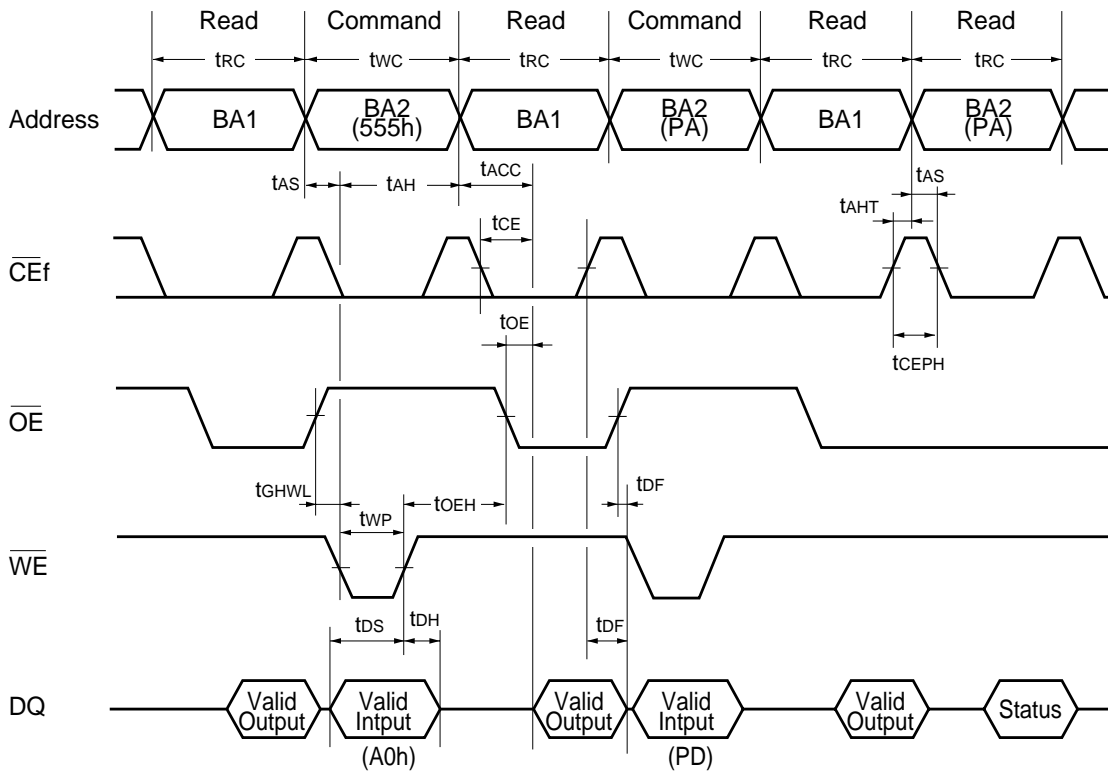 Read Command Read Command Read Read
tRC tWC tRC tWC tRC tRC
Address BA1 BA2 (555h) BA1 BA2 (PA) BA1 BA2 (PA)
tAS tAH tACC tAS
tAHT
tCE
CEf
tOE
tCEPH
OE
tGHWL tWP tOEH tDF
WE
tDS tDH tDF
DQ Valid Output Valid Intput Valid Output Valid Intput Valid Output Status
(A0h) (PD)